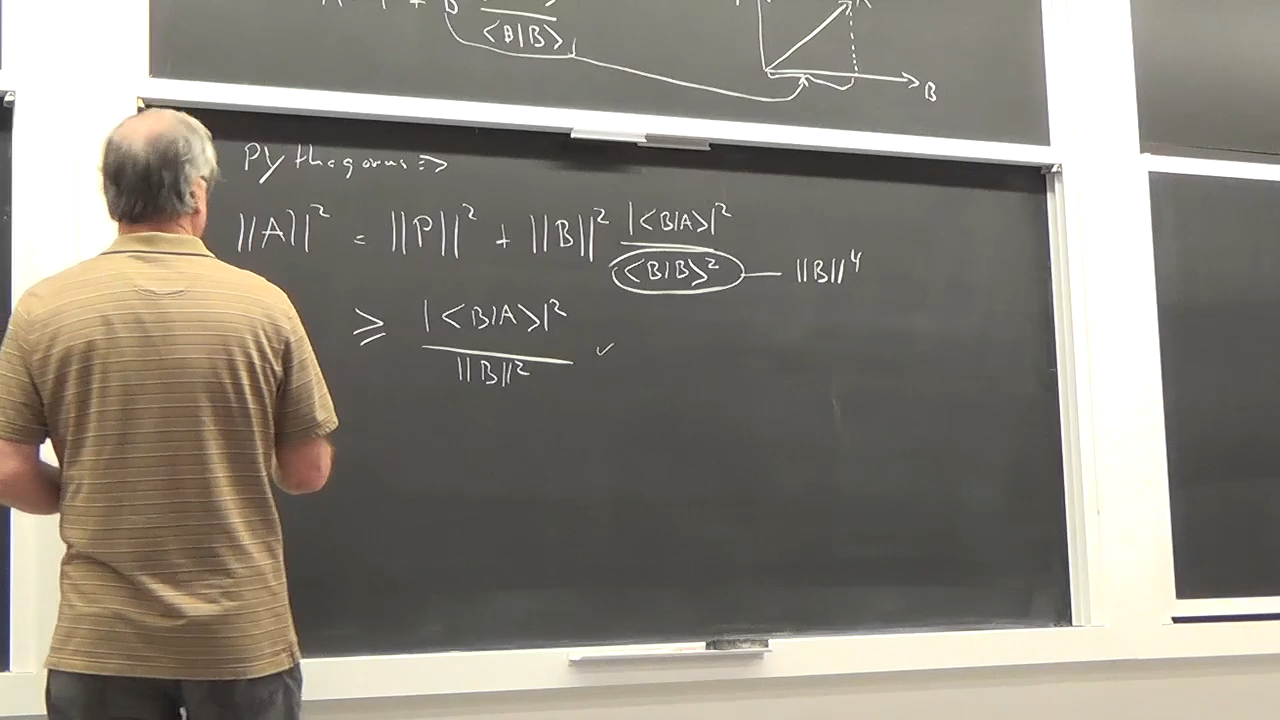 <B|B>
B
Pythagorus ⇒
||A||² = ||P||² + ||B||² |<B|A>|² / <B|B>² — ||B||⁴
≥ |<B|A>|² / ||B||² ✓